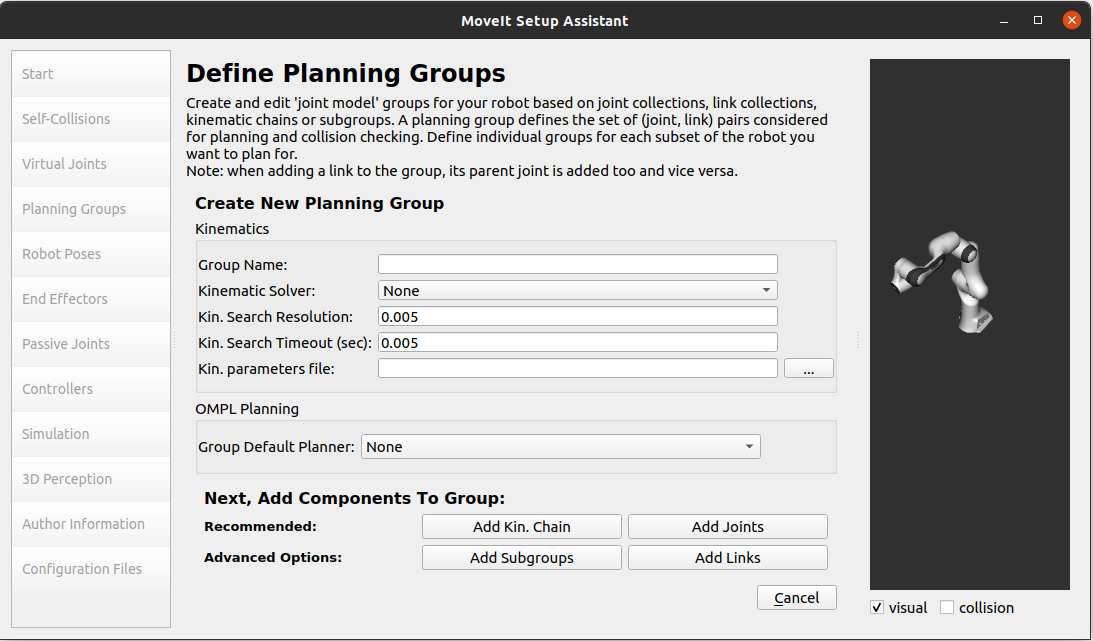 MoveIt Setup Assistant
Start
Self-Collisions
Virtual Joints
Planning Groups
Robot Poses
End Effectors
Passive Joints
Controllers
Simulation
3D Perception
Author Information
Configuration Files
Define Planning Groups
Create and edit 'joint model' groups for your robot based on joint collections, link collections,
kinematic chains or subgroups. A planning group defines the set of (joint, link) pairs considered
for planning and collision checking. Define individual groups for each subset of the robot you
want to plan for.
Note: when adding a link to the group, its parent joint is added too and vice versa.
Create New Planning Group
Kinematics
Group Name:
Kinematic Solver: None
Kin. Search Resolution: 0.005
Kin. Search Timeout (sec): 0.005
Kin. parameters file: ...
OMPL Planning
Group Default Planner: None
Next, Add Components To Group:
Recommended: Add Kin. Chain Add Joints
Advanced Options: Add Subgroups Add Links
Cancel
visual collision